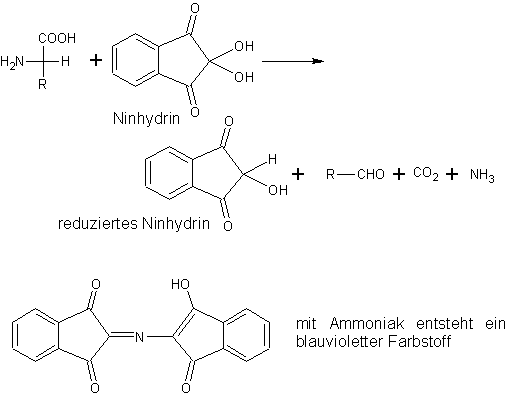 COOH
H2N H + O OH
R O OH
Ninhydrin
O H + R CHO + CO2 + NH3
O OH
reduziertes Ninhydrin
O HO
N
O O
mit Ammoniak entsteht ein
blauvioletter Farbstoff